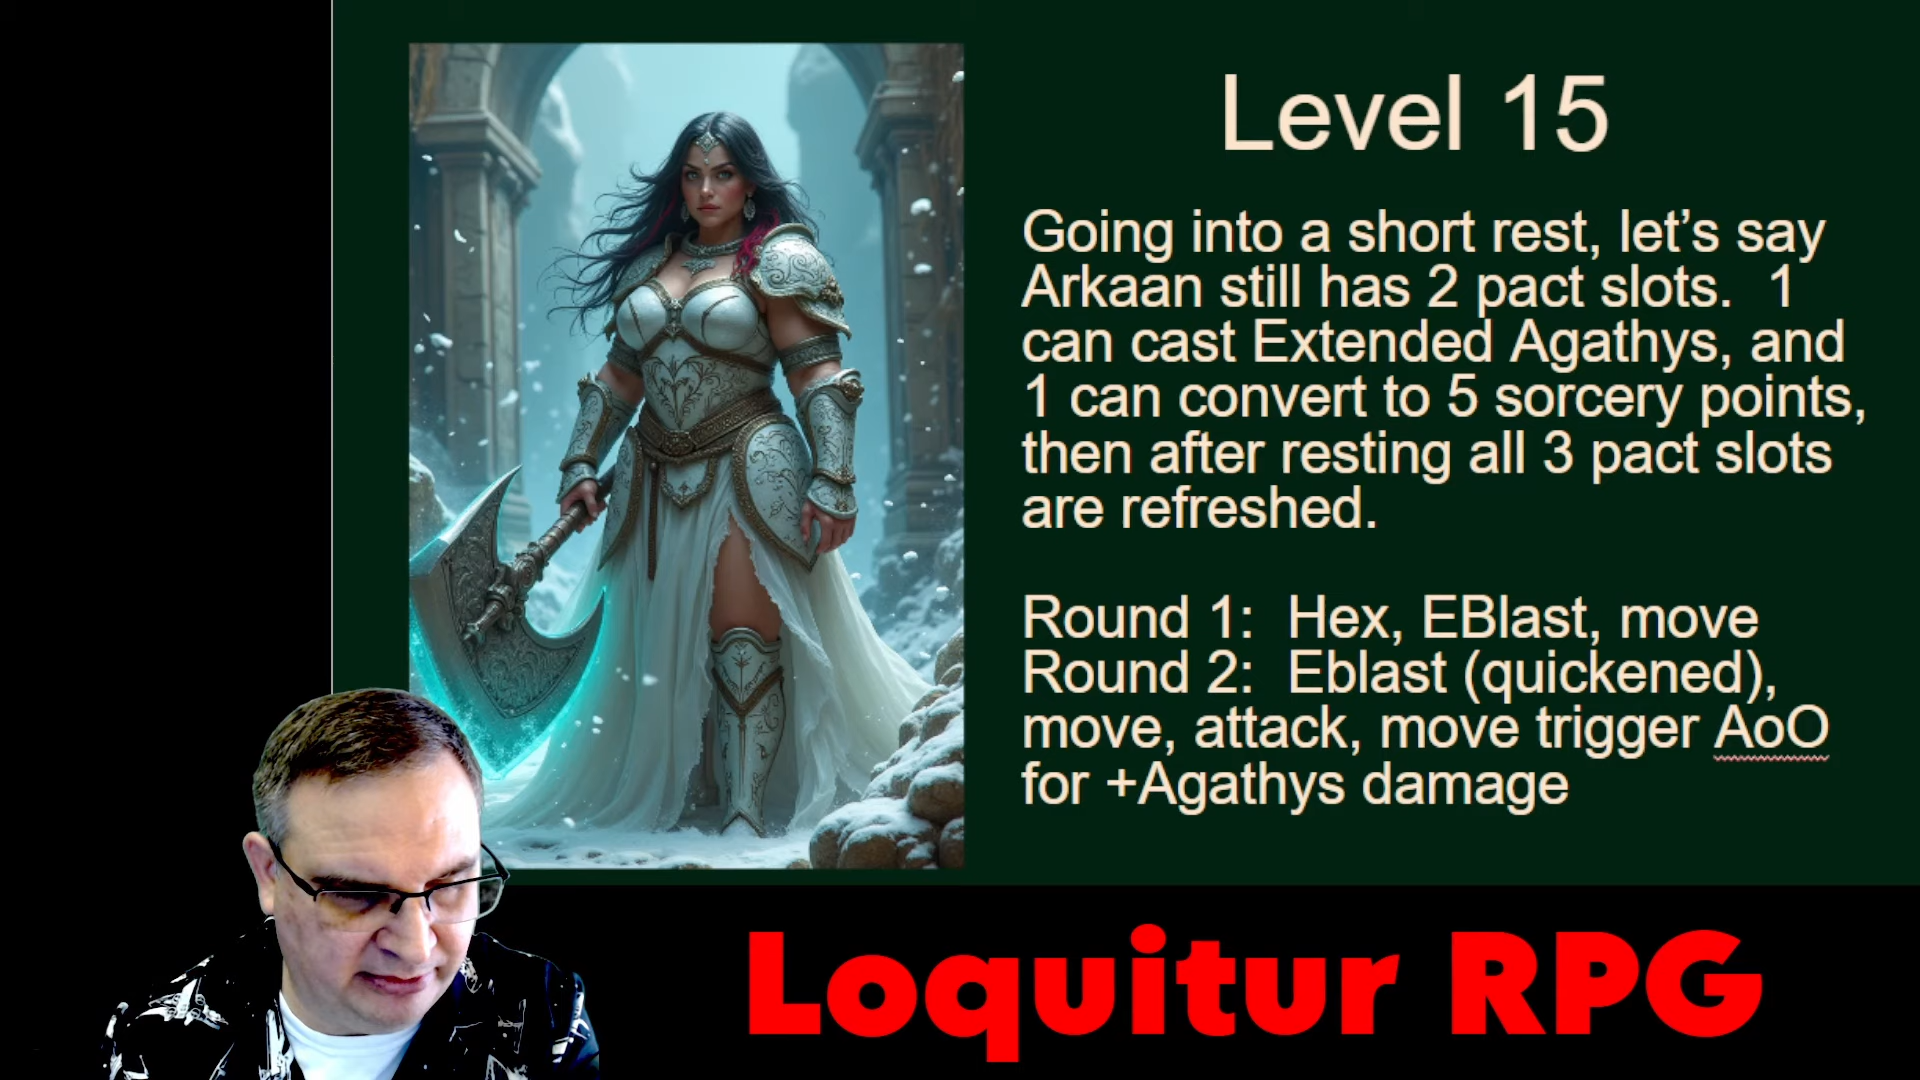 Level 15
Going into a short rest, let's say
Arkaan still has 2 pact slots.  1
can cast Extended Agathys, and
1 can convert to 5 sorcery points,
then after resting all 3 pact slots
are refreshed.
Round 1:  Hex, EBlast, move
Round 2:  Eblast (quickened),
move, attack, move trigger AoO
for +Agathys damage
Loquitur RPG